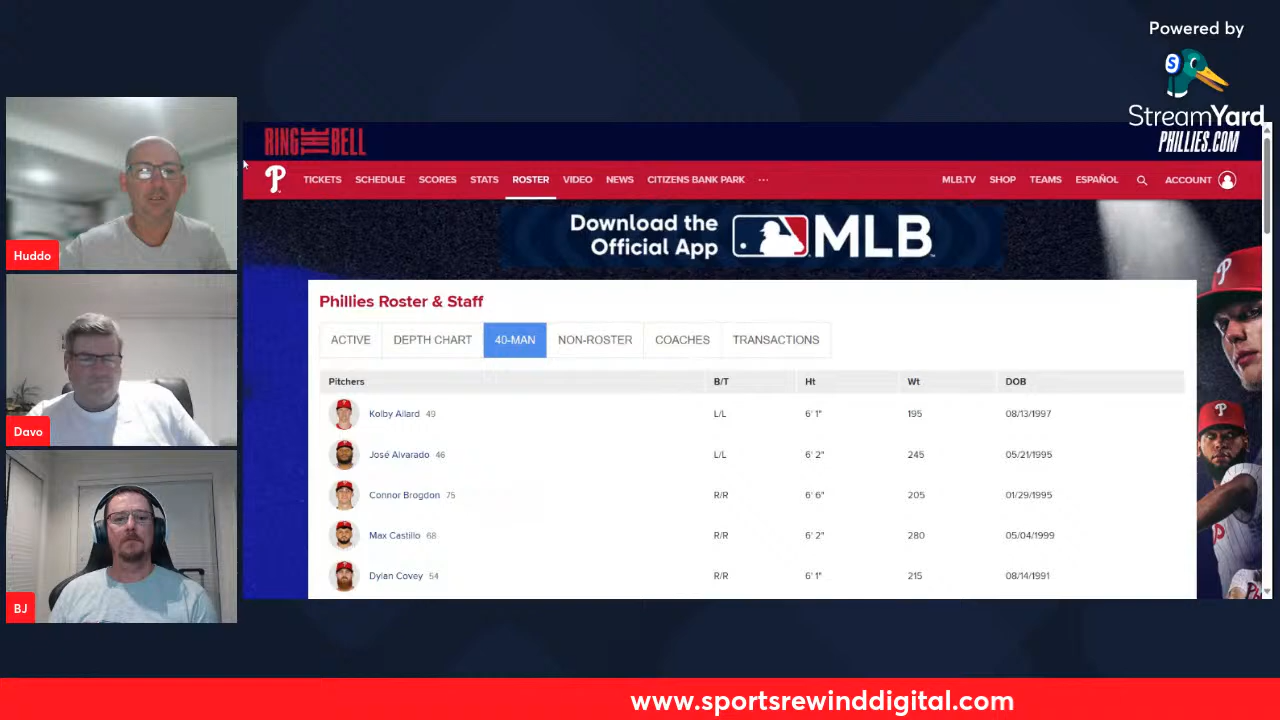 Powered by
S
StreamYard
RING THE BELL
PHILLIES.COM
P
TICKETS SCHEDULE SCORES STATS ROSTER VIDEO NEWS CITIZENS BANK PARK ... MLB.TV SHOP TEAMS ESPAÑOL ACCOUNT
Download the
Official App
MLB
Phillies Roster & Staff
ACTIVE DEPTH CHART 40-MAN NON-ROSTER COACHES TRANSACTIONS
Pitchers B/T Ht Wt DOB
Kolby Allard 49 L/L 6' 1" 195 08/13/1997
José Alvarado 46 L/L 6' 2" 245 05/21/1995
Connor Brogdon 75 R/R 6' 6" 205 01/29/1995
Max Castillo 68 R/R 6' 2" 280 05/04/1999
Dylan Covey 54 R/R 6' 1" 215 08/14/1991
Huddo
Davo
BJ
www.sportsrewinddigital.com